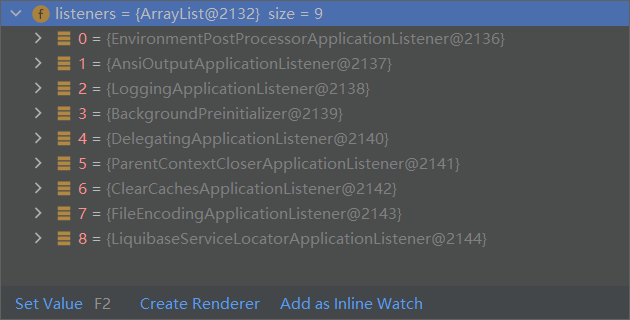 f listeners = {ArrayList@2132} size = 9
0 = {EnvironmentPostProcessorApplicationListener@2136}
1 = {AnsiOutputApplicationListener@2137}
2 = {LoggingApplicationListener@2138}
3 = {BackgroundPreinitializer@2139}
4 = {DelegatingApplicationListener@2140}
5 = {ParentContextCloserApplicationListener@2141}
6 = {ClearCachesApplicationListener@2142}
7 = {FileEncodingApplicationListener@2143}
8 = {LiquibaseServiceLocatorApplicationListener@2144}
Set Value F2 Create Renderer Add as Inline Watch